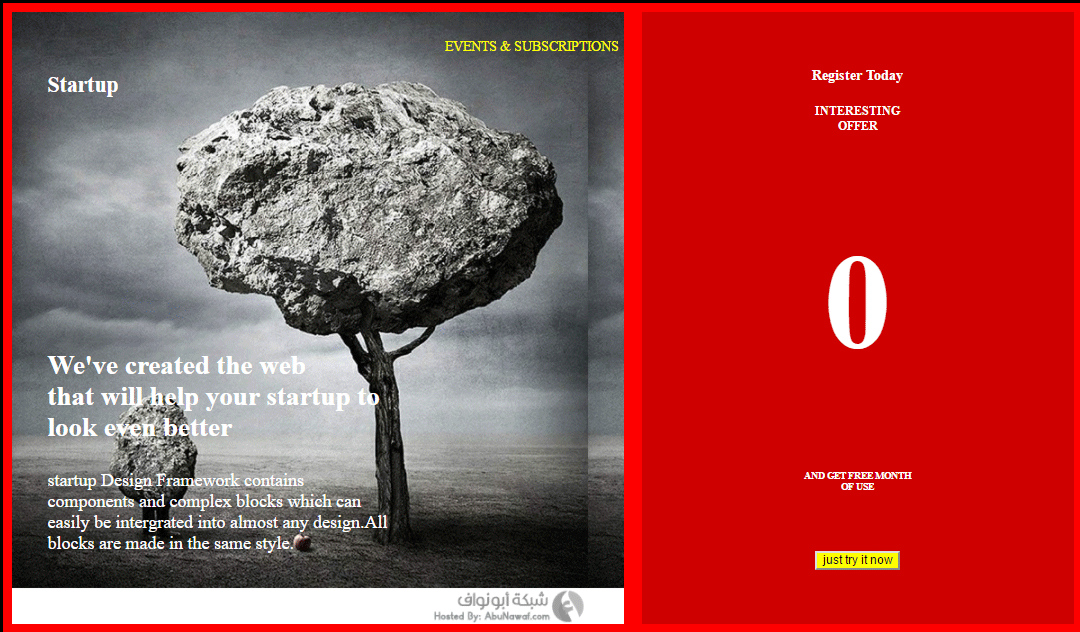 EVENTS & SUBSCRIPTIONS
Startup
We've created the web
that will help your startup to
look even better
startup Design Framework contains
components and complex blocks which can
easily be intergrated into almost any design.All
blocks are made in the same style.
شبكة أبونواف
Hosted By: AbuNawaf.com
Register Today
INTERESTING
OFFER
0
AND GET FREE MONTH
OF USE
just try it now